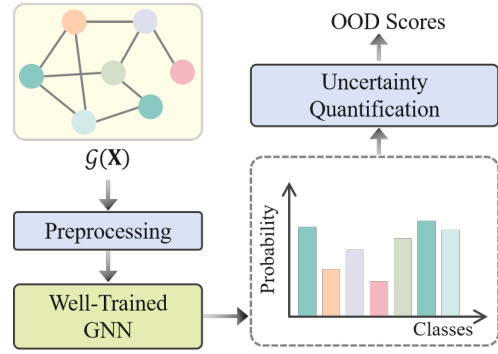 OOD Scores
Uncertainty
Quantification
𝒢(𝐗)
Preprocessing
Well-Trained
GNN
Probability
Classes